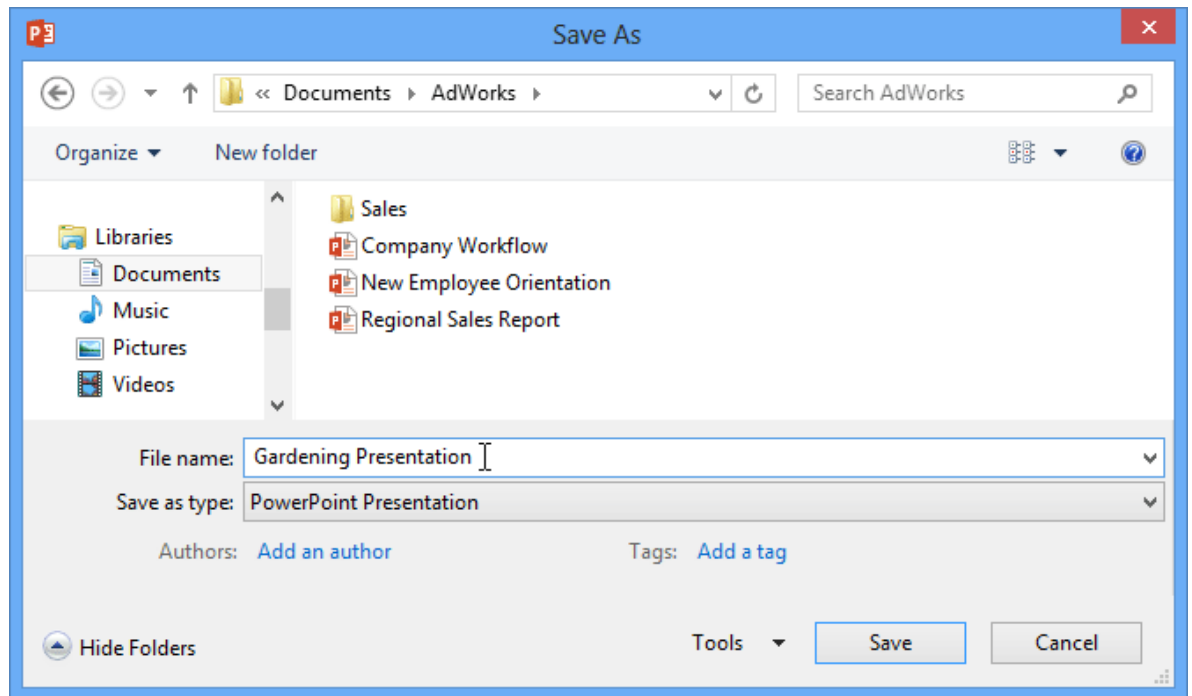 Save As
« Documents AdWorks
Search AdWorks
Organize
New folder
Libraries
Documents
Music
Pictures
Videos
Sales
Company Workflow
New Employee Orientation
Regional Sales Report
File name: Gardening Presentation
Save as type: PowerPoint Presentation
Authors: Add an author
Tags: Add a tag
Hide Folders
Tools
Save
Cancel